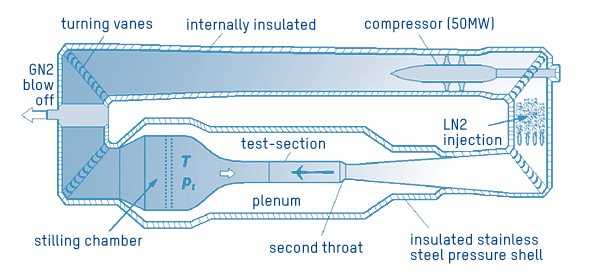 turning vanes
internally insulated
compressor (50MW)
GN2
blow
off
LN2
injection
test-section
T
pt
plenum
stilling chamber
second throat
insulated stainless
steel pressure shell